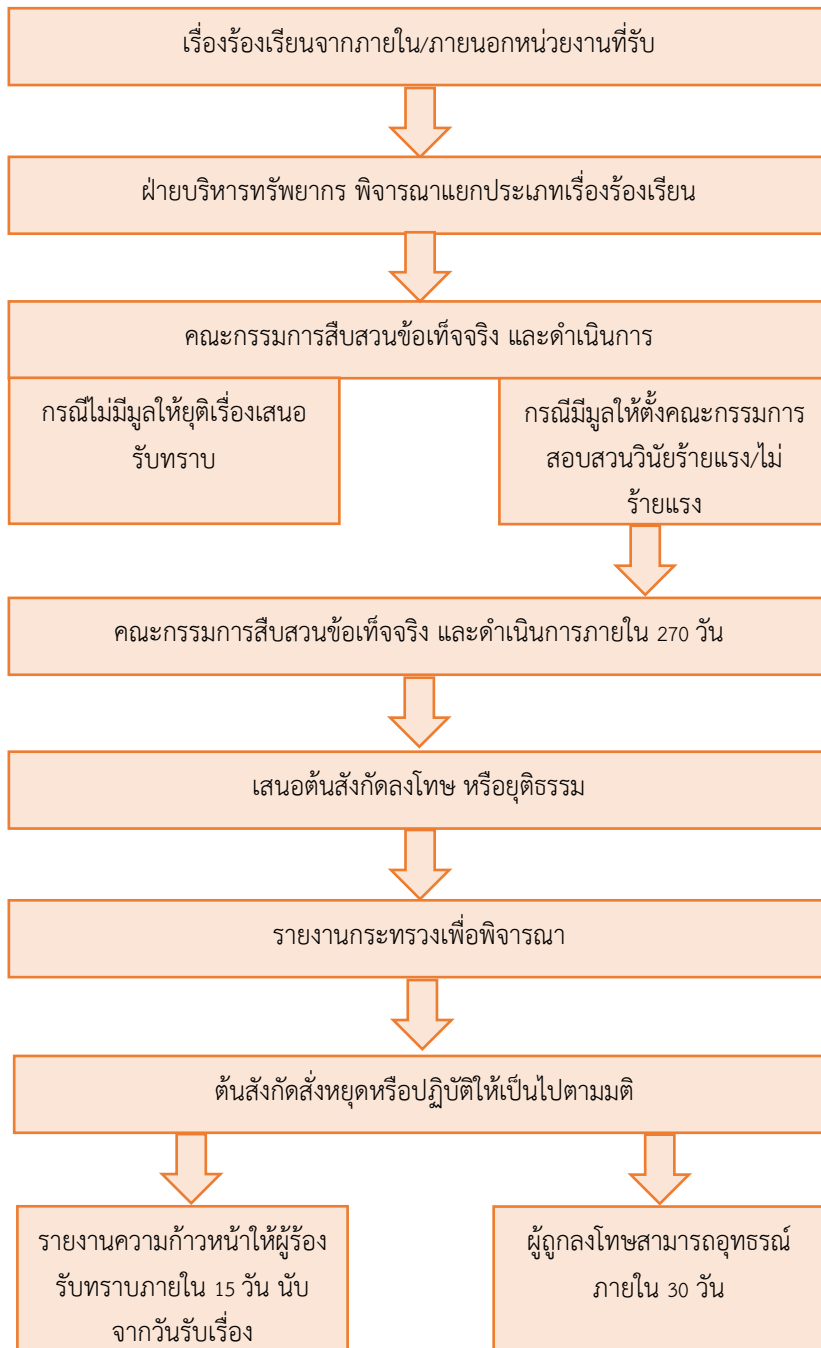 เรื่องร้องเรียนจากภายใน/ภายนอกหน่วยงานที่รับ
ฝ่ายบริหารทรัพยากร พิจารณาแยกประเภทเรื่องร้องเรียน
คณะกรรมการสืบสวนข้อเท็จจริง และดำเนินการ
กรณีไม่มีมูลให้ยุติเรื่องเสนอ
รับทราบ
กรณีมีมูลให้ตั้งคณะกรรมการ
สอบสวนวินัยร้ายแรง/ไม่
ร้ายแรง
คณะกรรมการสืบสวนข้อเท็จจริง และดำเนินการภายใน 270 วัน
เสนอต้นสังกัดลงโทษ หรือยุติธรรม
รายงานกระทรวงเพื่อพิจารณา
ต้นสังกัดสั่งหยุดหรือปฏิบัติให้เป็นไปตามมติ
รายงานความก้าวหน้าให้ผู้ร้อง
รับทราบภายใน 15 วัน นับ
จากวันรับเรื่อง
ผู้ถูกลงโทษสามารถอุทธรณ์
ภายใน 30 วัน